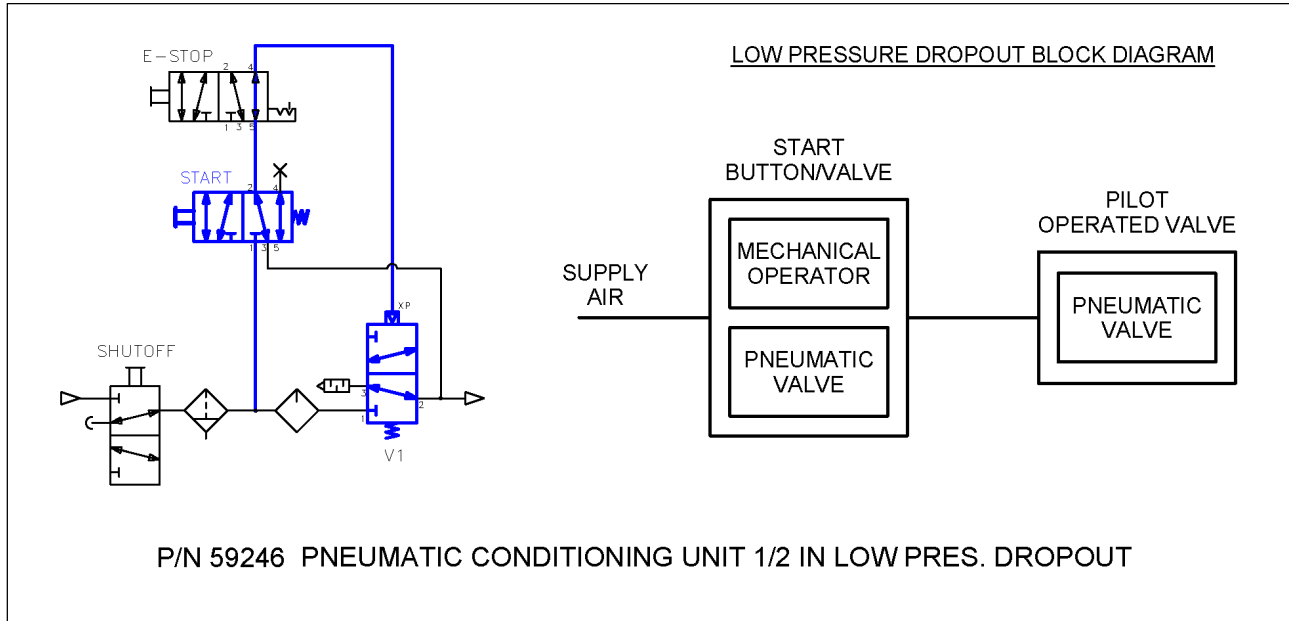 E-STOP
2 4
1 3 5
START
2 4
1 3 5
XP
SHUTOFF
3
2
1
V1
LOW PRESSURE DROPOUT BLOCK DIAGRAM
START
BUTTON/VALVE
MECHANICAL
OPERATOR
PNEUMATIC
VALVE
SUPPLY
AIR
PILOT
OPERATED VALVE
PNEUMATIC
VALVE
P/N 59246 PNEUMATIC CONDITIONING UNIT 1/2 IN LOW PRES. DROPOUT